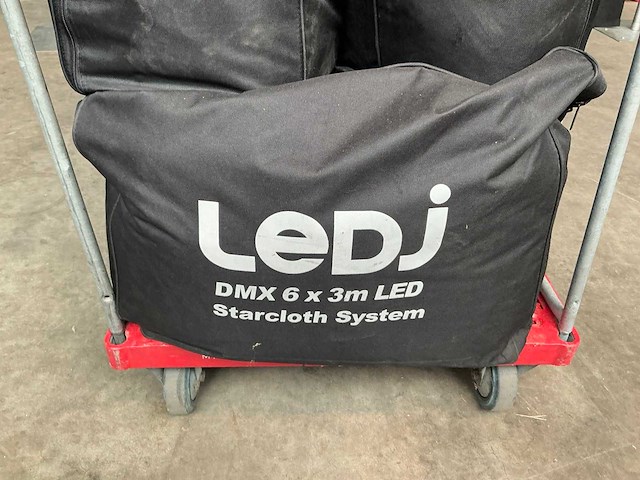 LeDj
DMX 6 x 3m LED
Starcloth System